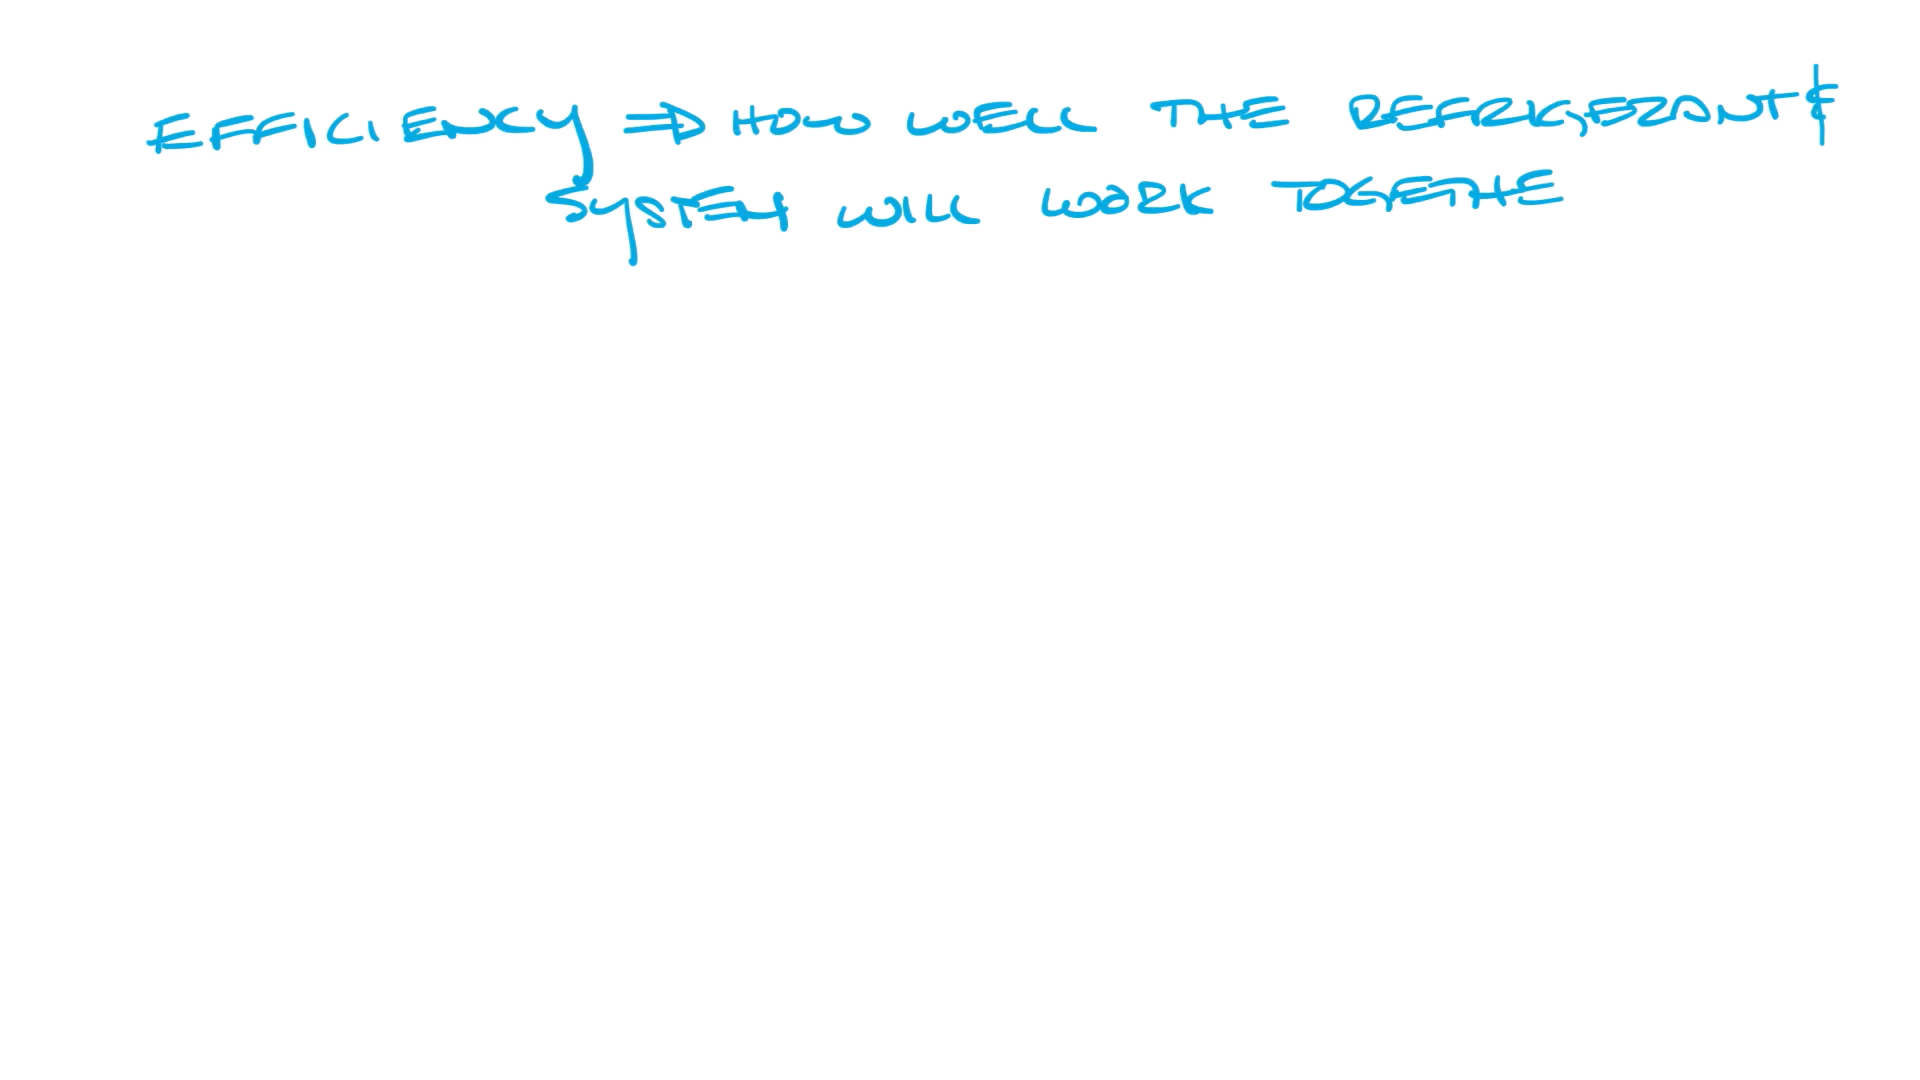 EFFICIENCY ⇒ HOW WELL THE REFRIGERANT &
SYSTEM WILL WORK TOGETHE